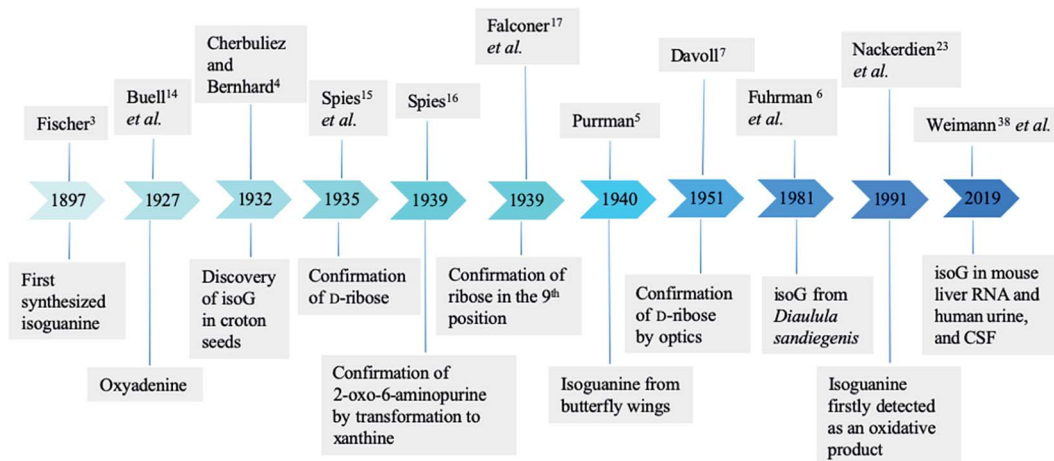 Fischer3
Buell14
et al.
Cherbuliez
and
Bernhard4
Spies15
et al.
Spies16
Falconer17
et al.
Purrman5
Davoll7
Fuhrman 6
et al.
Nackerdien23
et al.
Weimann38 et al.
1897
1927
1932
1935
1939
1939
1940
1951
1981
1991
2019
First
synthesized
isoguanine
Oxyadenine
Discovery
of isoG
in croton
seeds
Confirmation
of D-ribose
Confirmation of
2-oxo-6-aminopurine
by transformation to
xanthine
Confirmation of
ribose in the 9th
position
Isoguanine from
butterfly wings
Confirmation
of D-ribose
by optics
isoG from
Diaulula
sandiegenis
Isoguanine
firstly detected
as an oxidative
product
isoG in mouse
liver RNA and
human urine,
and CSF